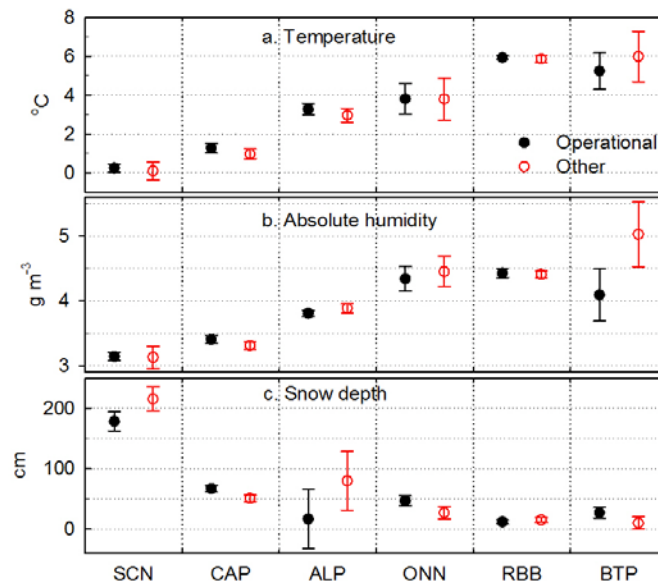 8
a. Temperature
6
°C
4
2
Operational
Other
0
b. Absolute humidity
5
g m⁻³
4
3
c. Snow depth
200
cm
100
0
SCN CAP ALP ONN RBB BTP